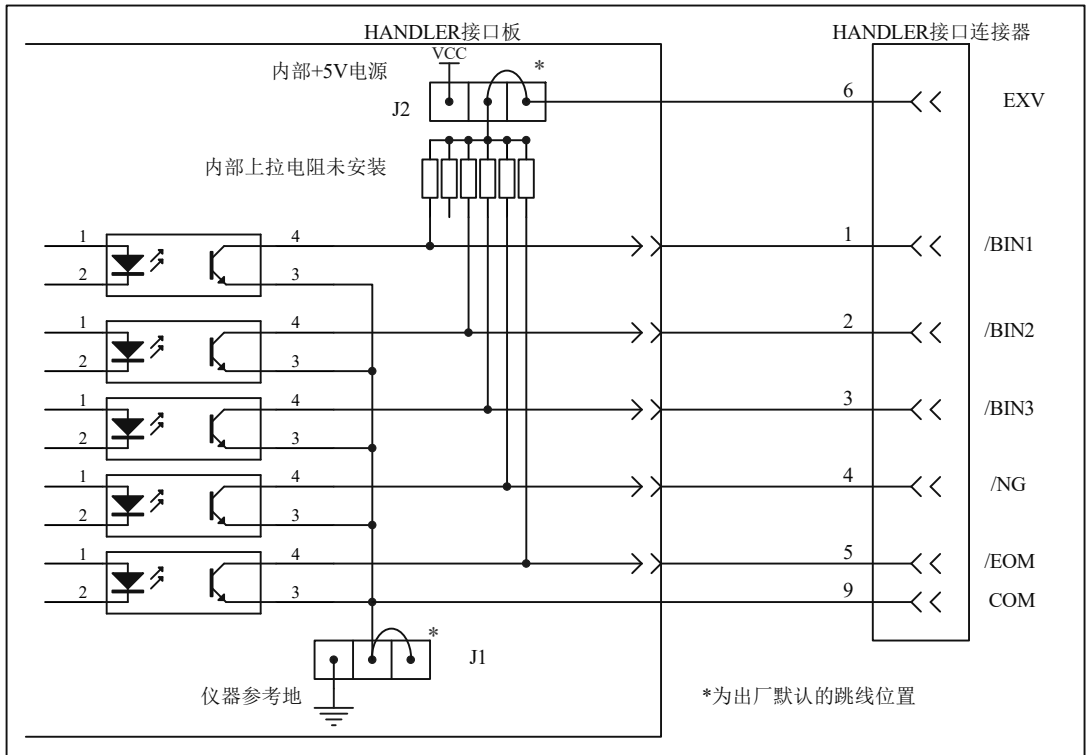 HANDLER接口板
HANDLER接口连接器
VCC
内部+5V电源
*
J2
6
EXV
内部上拉电阻未安装
1
4
1
/BIN1
2
3
1
4
2
/BIN2
2
3
1
4
3
/BIN3
2
3
1
4
4
/NG
2
3
1
4
5
/EOM
2
3
9
COM
*
J1
仪器参考地
*为出厂默认的跳线位置